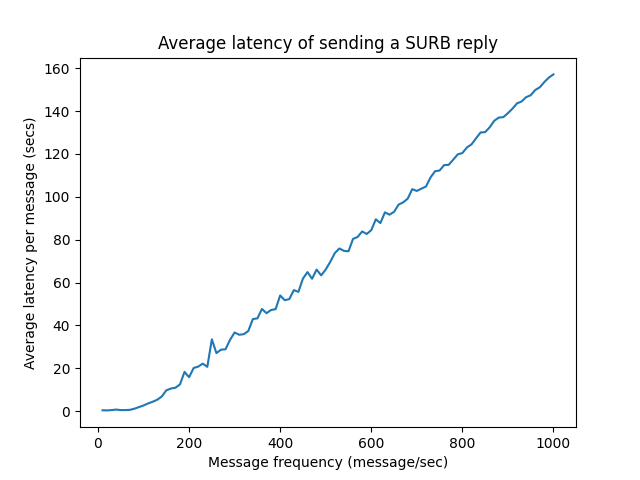 Average latency of sending a SURB reply
160
140
120
100
80
60
40
20
0
Average latency per message (secs)
0 200 400 600 800 1000
Message frequency (message/sec)